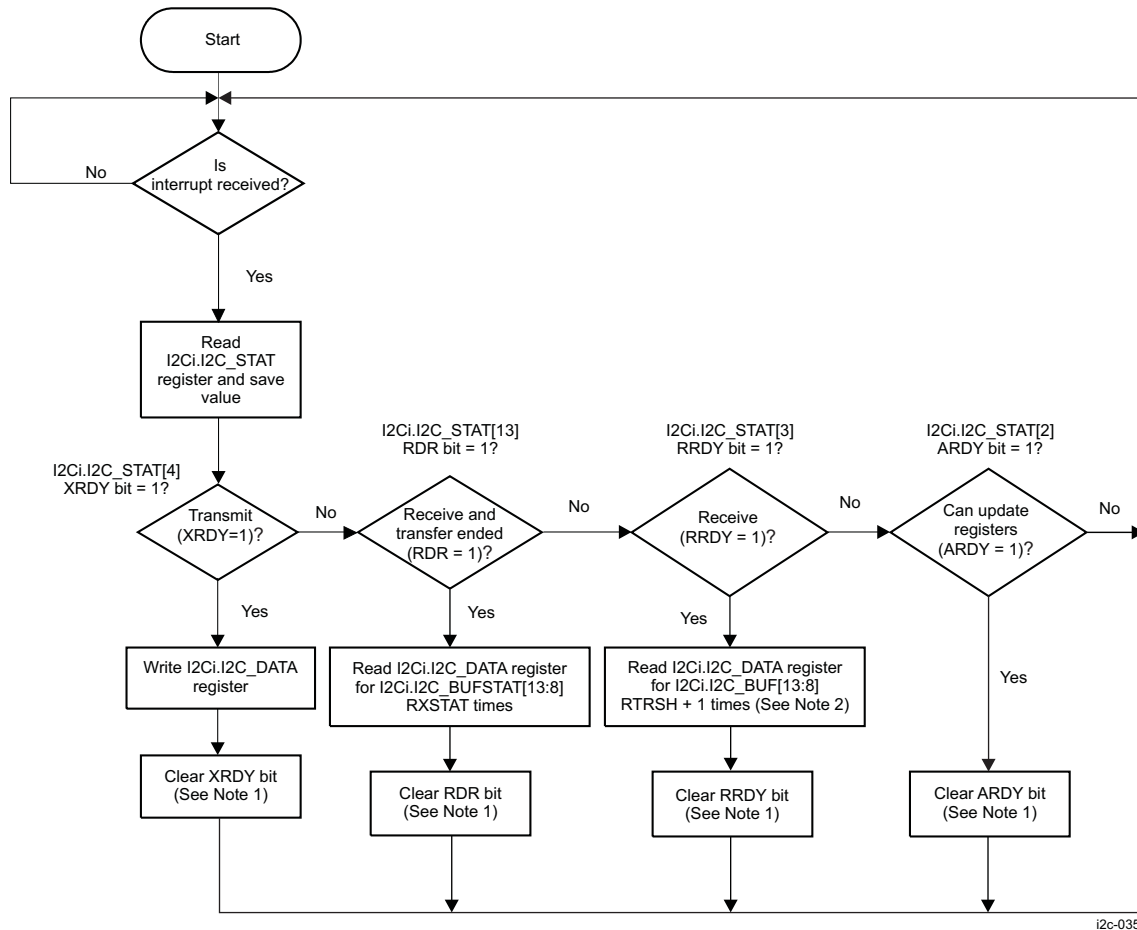 Start
Is
interrupt received?
No
Yes
Read
I2Ci.I2C_STAT
register and save
value
I2Ci.I2C_STAT[4]
XRDY bit = 1?
I2Ci.I2C_STAT[13]
RDR bit = 1?
I2Ci.I2C_STAT[3]
RRDY bit = 1?
I2Ci.I2C_STAT[2]
ARDY bit = 1?
Transmit
(XRDY=1)?
No
Receive and
transfer ended
(RDR = 1)?
No
Receive
(RRDY = 1)?
No
Can update
registers
(ARDY = 1)?
No
Yes
Yes
Yes
Yes
Write I2Ci.I2C_DATA
register
Read I2Ci.I2C_DATA register
for I2Ci.I2C_BUFSTAT[13:8]
RXSTAT times
Read I2Ci.I2C_DATA register
for I2Ci.I2C_BUF[13:8]
RTRSH + 1 times (See Note 2)
Clear XRDY bit
(See Note 1)
Clear RDR bit
(See Note 1)
Clear RRDY bit
(See Note 1)
Clear ARDY bit
(See Note 1)
i2c-035